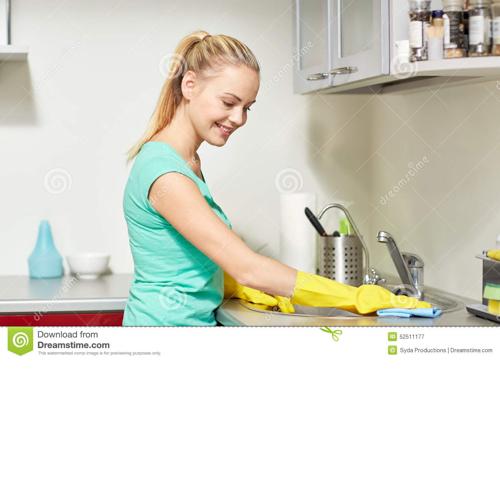 dreamstime
Download from
Dreamstime.com
This watermarked comp image is for previewing purposes only.
52511177
Syda Productions | Dreamstime.com